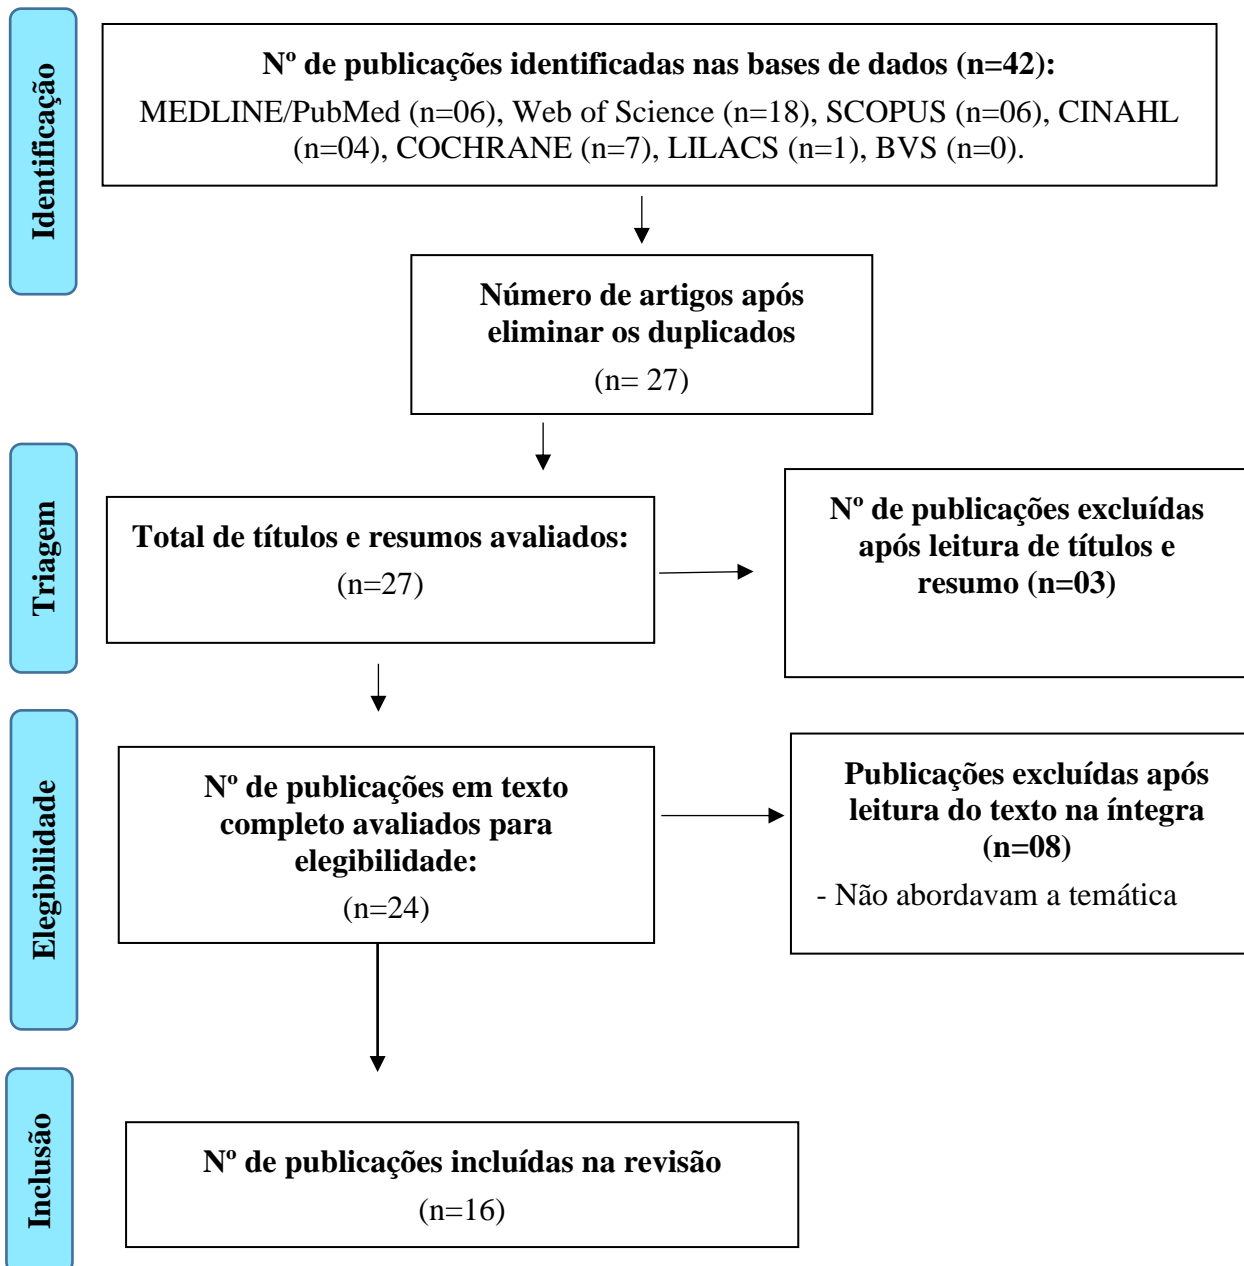 Identificação
Nº de publicações identificadas nas bases de dados (n=42):
MEDLINE/PubMed (n=06), Web of Science (n=18), SCOPUS (n=06), CINAHL
(n=04), COCHRANE (n=7), LILACS (n=1), BVS (n=0).
Número de artigos após
eliminar os duplicados
(n= 27)
Triagem
Total de títulos e resumos avaliados:
(n=27)
Nº de publicações excluídas
após leitura de títulos e
resumo (n=03)
Elegibilidade
Nº de publicações em texto
completo avaliados para
elegibilidade:
(n=24)
Publicações excluídas após
leitura do texto na íntegra
(n=08)
- Não abordavam a temática
Inclusão
Nº de publicações incluídas na revisão
(n=16)